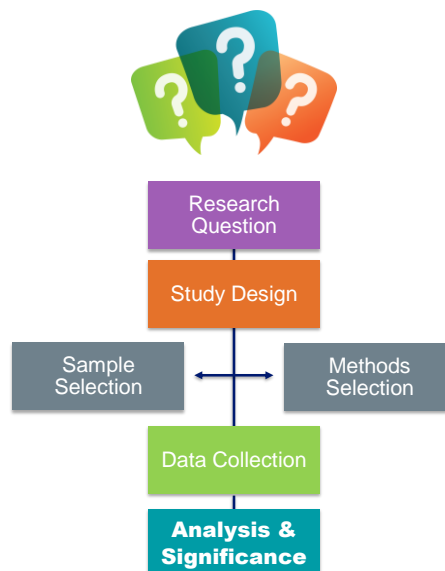 ?
?
?
Research
Question
Study Design
Sample
Selection
Methods
Selection
Data Collection
Analysis &
Significance